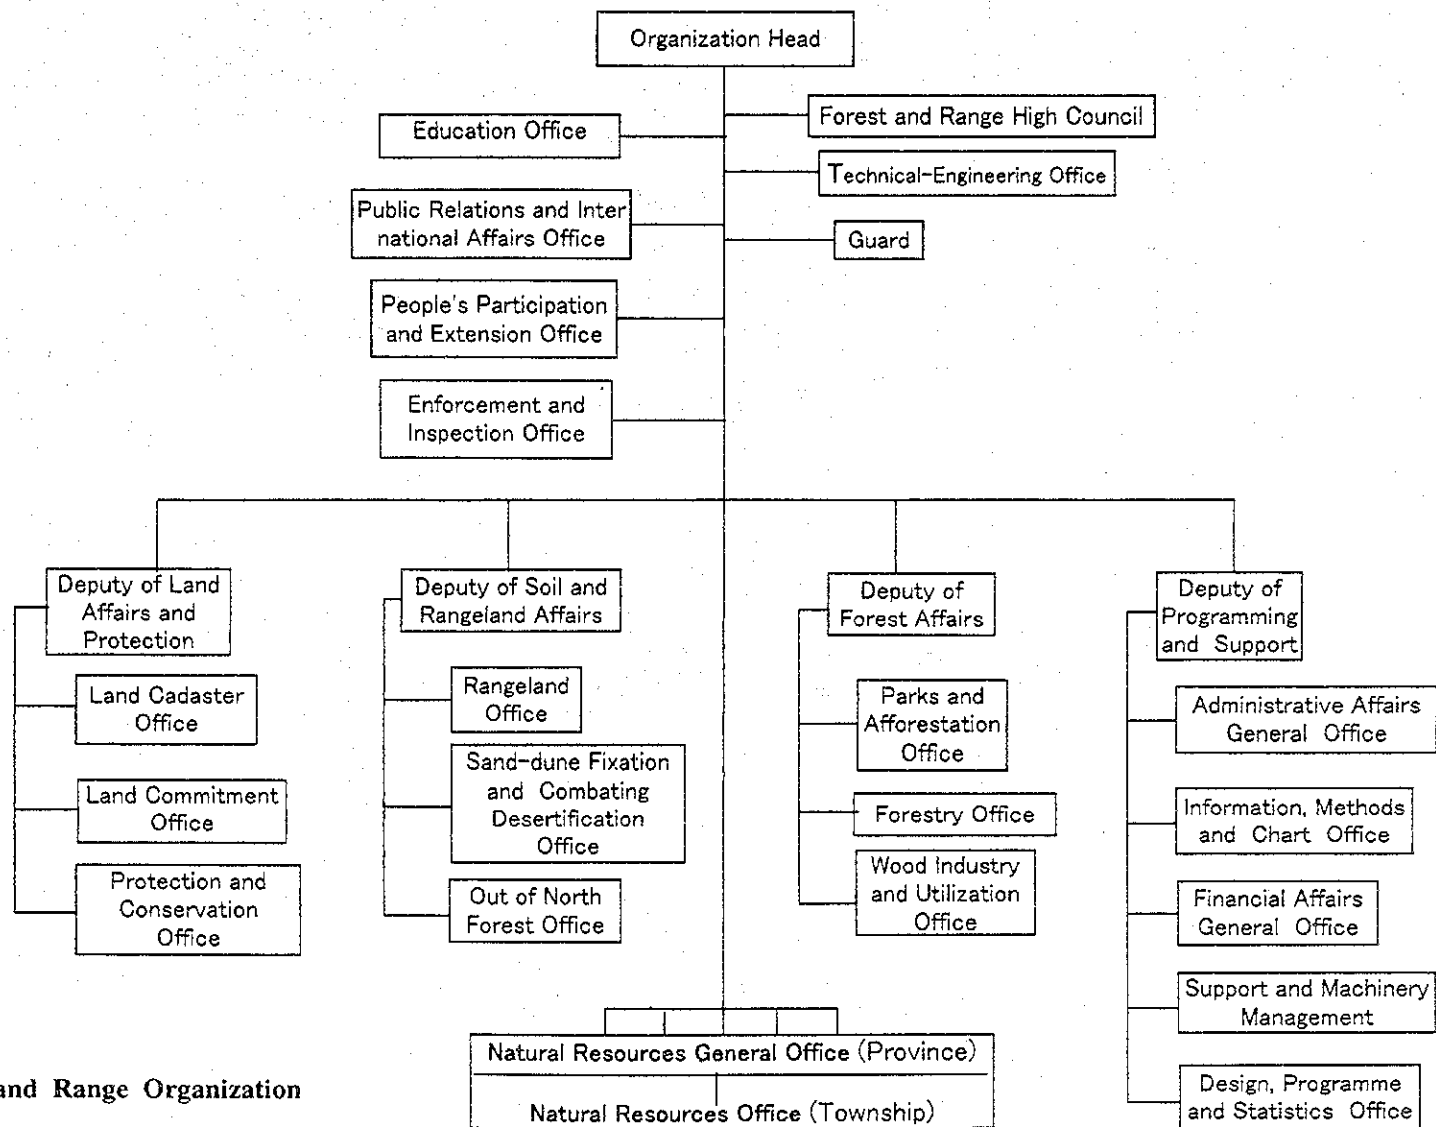 Organization Head
Forest and Range High Council
Education Office
Technical-Engineering Office
Public Relations and Inter
national Affairs Office
Guard
People's Participation
and Extension Office
Enforcement and
Inspection Office
Deputy of Land
Affairs and
Protection
Land Cadaster
Office
Land Commitment
Office
Protection and
Conservation
Office
Deputy of Soil and
Rangeland Affairs
Rangeland
Office
Sand-dune Fixation
and Combating
Desertification
Office
Out of North
Forest Office
Deputy of
Forest Affairs
Parks and
Afforestation
Office
Forestry Office
Wood Industry
and Utilization
Office
Deputy of
Programming
and Support
Administrative Affairs
General Office
Information, Methods
and Chart Office
Financial Affairs
General Office
Support and Machinery
Management
Design, Programme
and Statistics Office
Natural Resources General Office (Province)
Natural Resources Office (Township)
and Range Organization